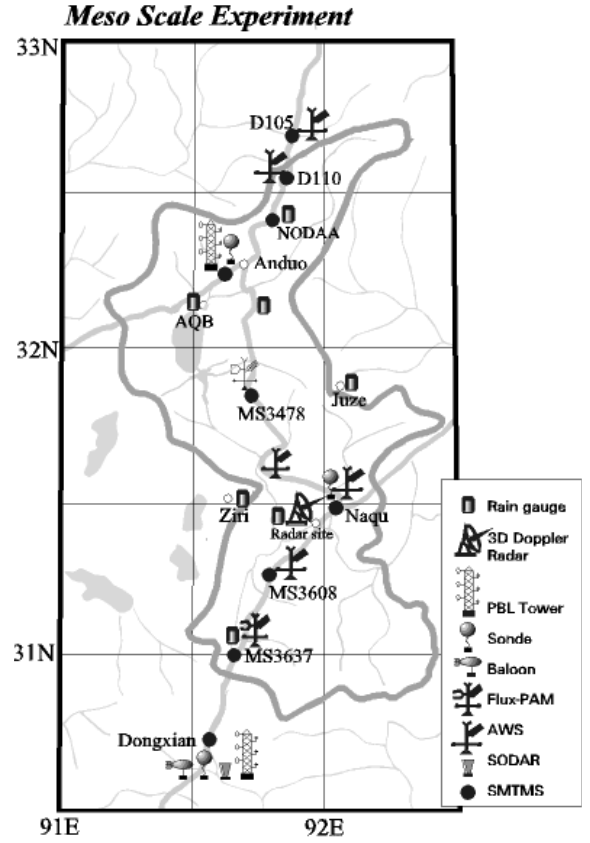 Meso Scale Experiment
33N
D105
D110
NODAA
Anduo
AQB
32N
Juze
MS3478
Ziri
Naqu
Radar site
MS3608
31N
MS3637
Dongxian
91E
92E
Rain gauge
3D Doppler
Radar
PBL Tower
Sonde
Baloon
Flux-PAM
AWS
SODAR
SMTMS